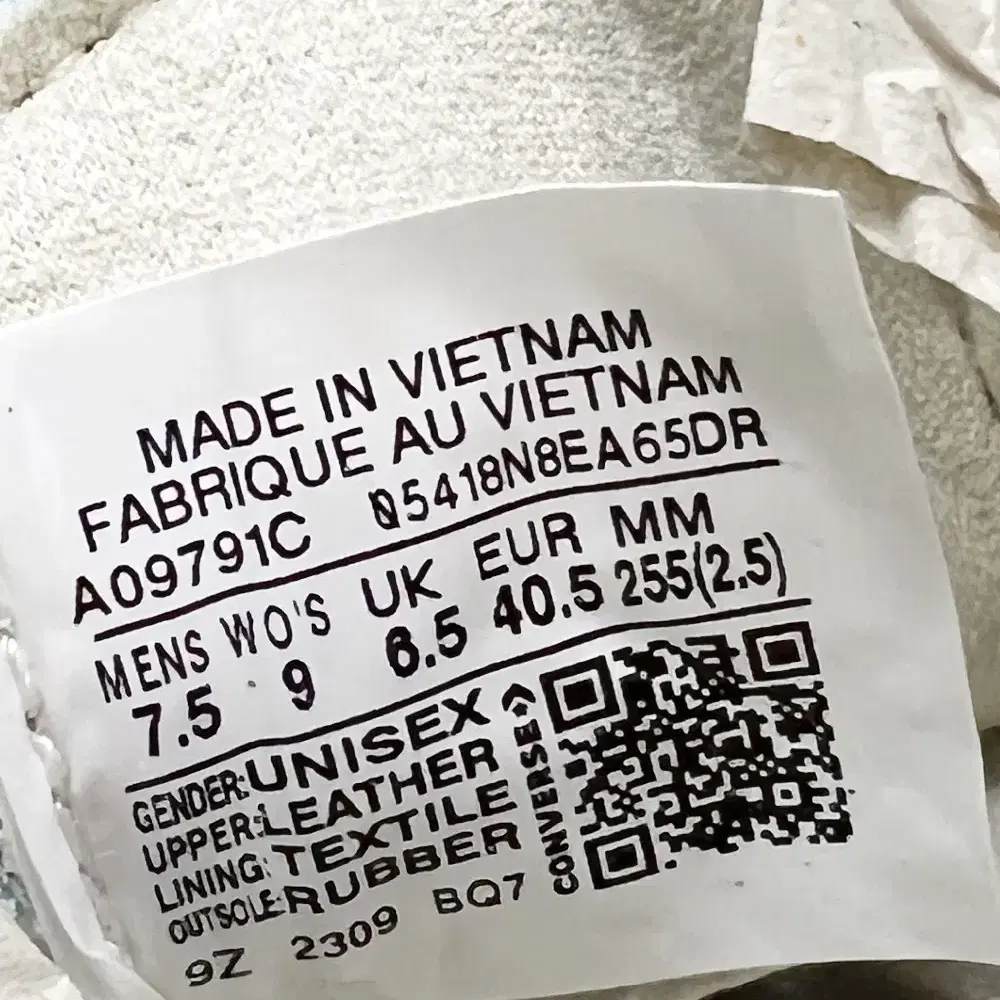 MADE IN VIETNAM
FABRIQUE AU VIETNAM
A09791C 05418N8EA65DR
MENS WO'S UK EUR MM
7.5 9 6.5 40.5 255(2.5)
GENDER:UNISEX
UPPER:LEATHER
LINING:TEXTILE
OUTSOLE:RUBBER
9Z 2309 BQ7
CONVERSE